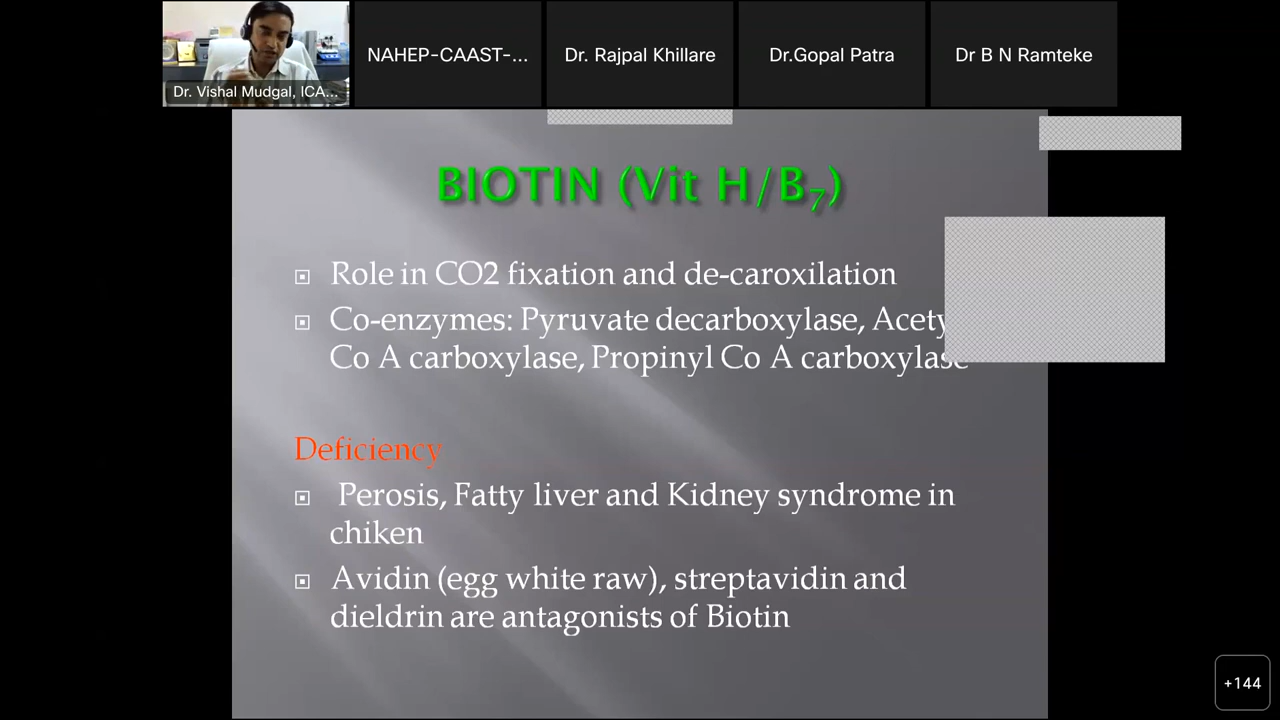 Dr. Vishal Mudgal, ICA...
NAHEP-CAAST-...
Dr. Rajpal Khillare
Dr.Gopal Patra
Dr B N Ramteke
BIOTIN (Vit H/B7)
Role in CO2 fixation and de-caroxilation
Co-enzymes: Pyruvate decarboxylase, Acety
Co A carboxylase, Propinyl Co A carboxylase
Deficiency
Perosis, Fatty liver and Kidney syndrome in
chiken
Avidin (egg white raw), streptavidin and
dieldrin are antagonists of Biotin
+144